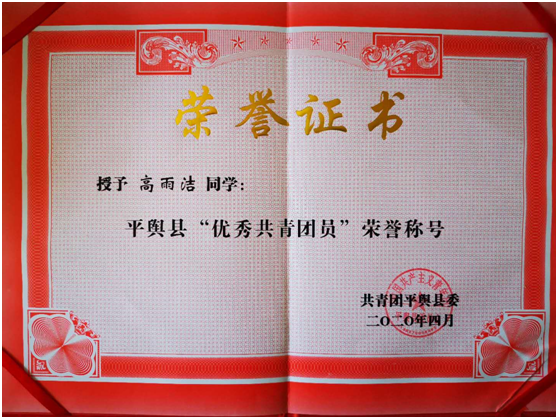 荣誉证书
授予 高雨洁 同学：
平舆县“优秀共青团员”荣誉称号
共青团平舆县委
二〇二〇年四月